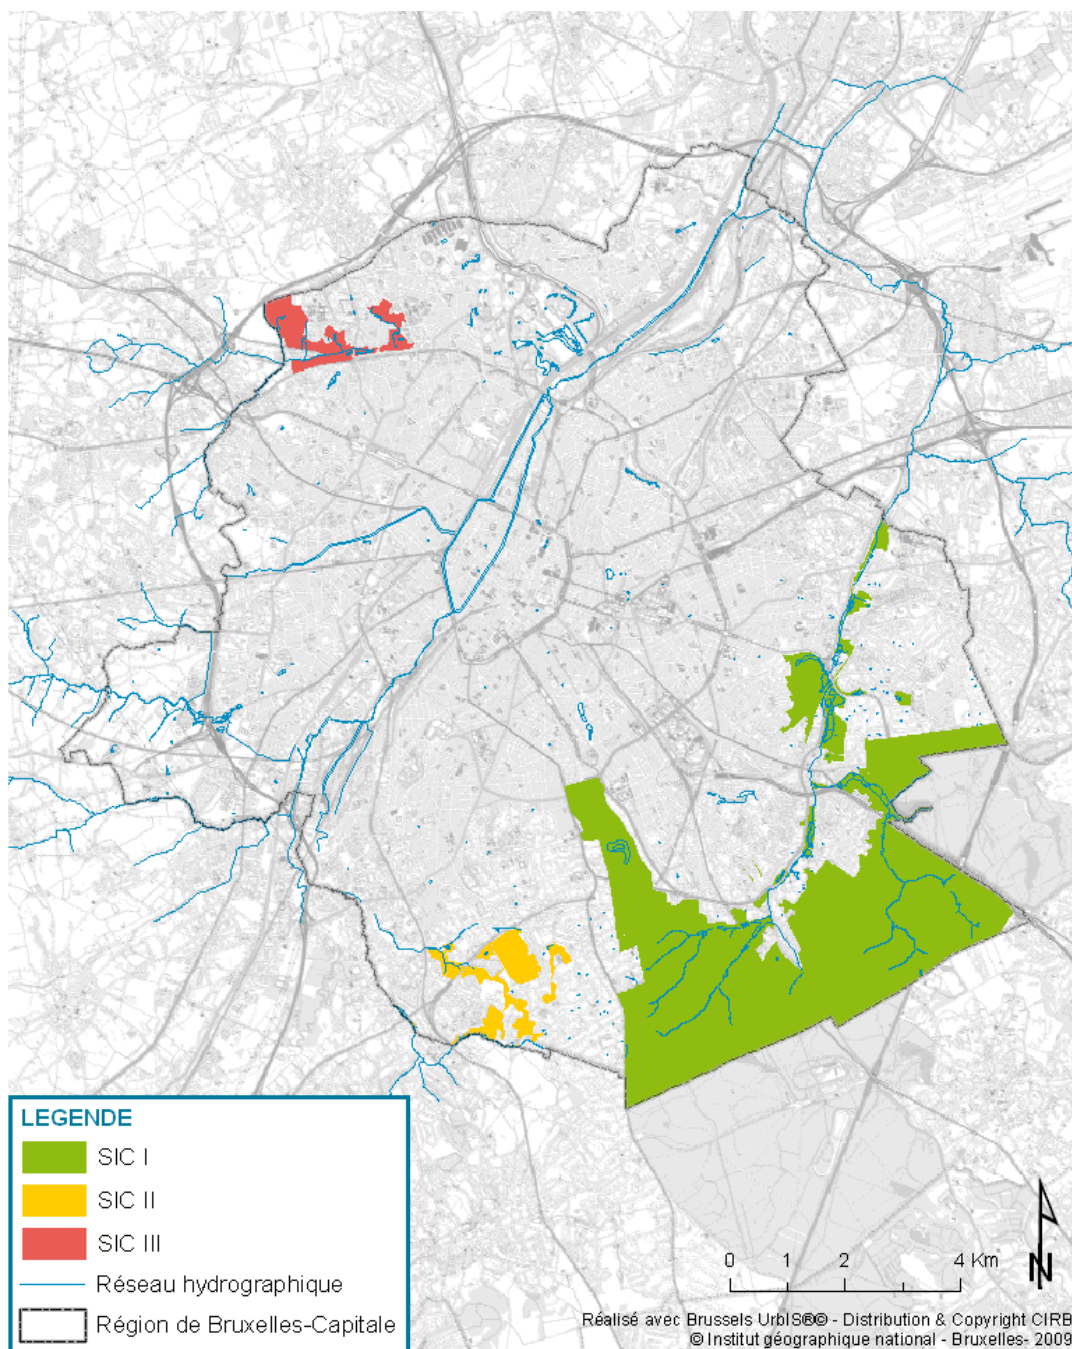 LEGENDE
SIC I
SIC II
SIC III
Réseau hydrographique
Région de Bruxelles-Capitale
0 1 2 4 Km
N
Réalisé avec Brussels UrbIS®© - Distribution & Copyright CIRB
© Institut géographique national - Bruxelles- 2009